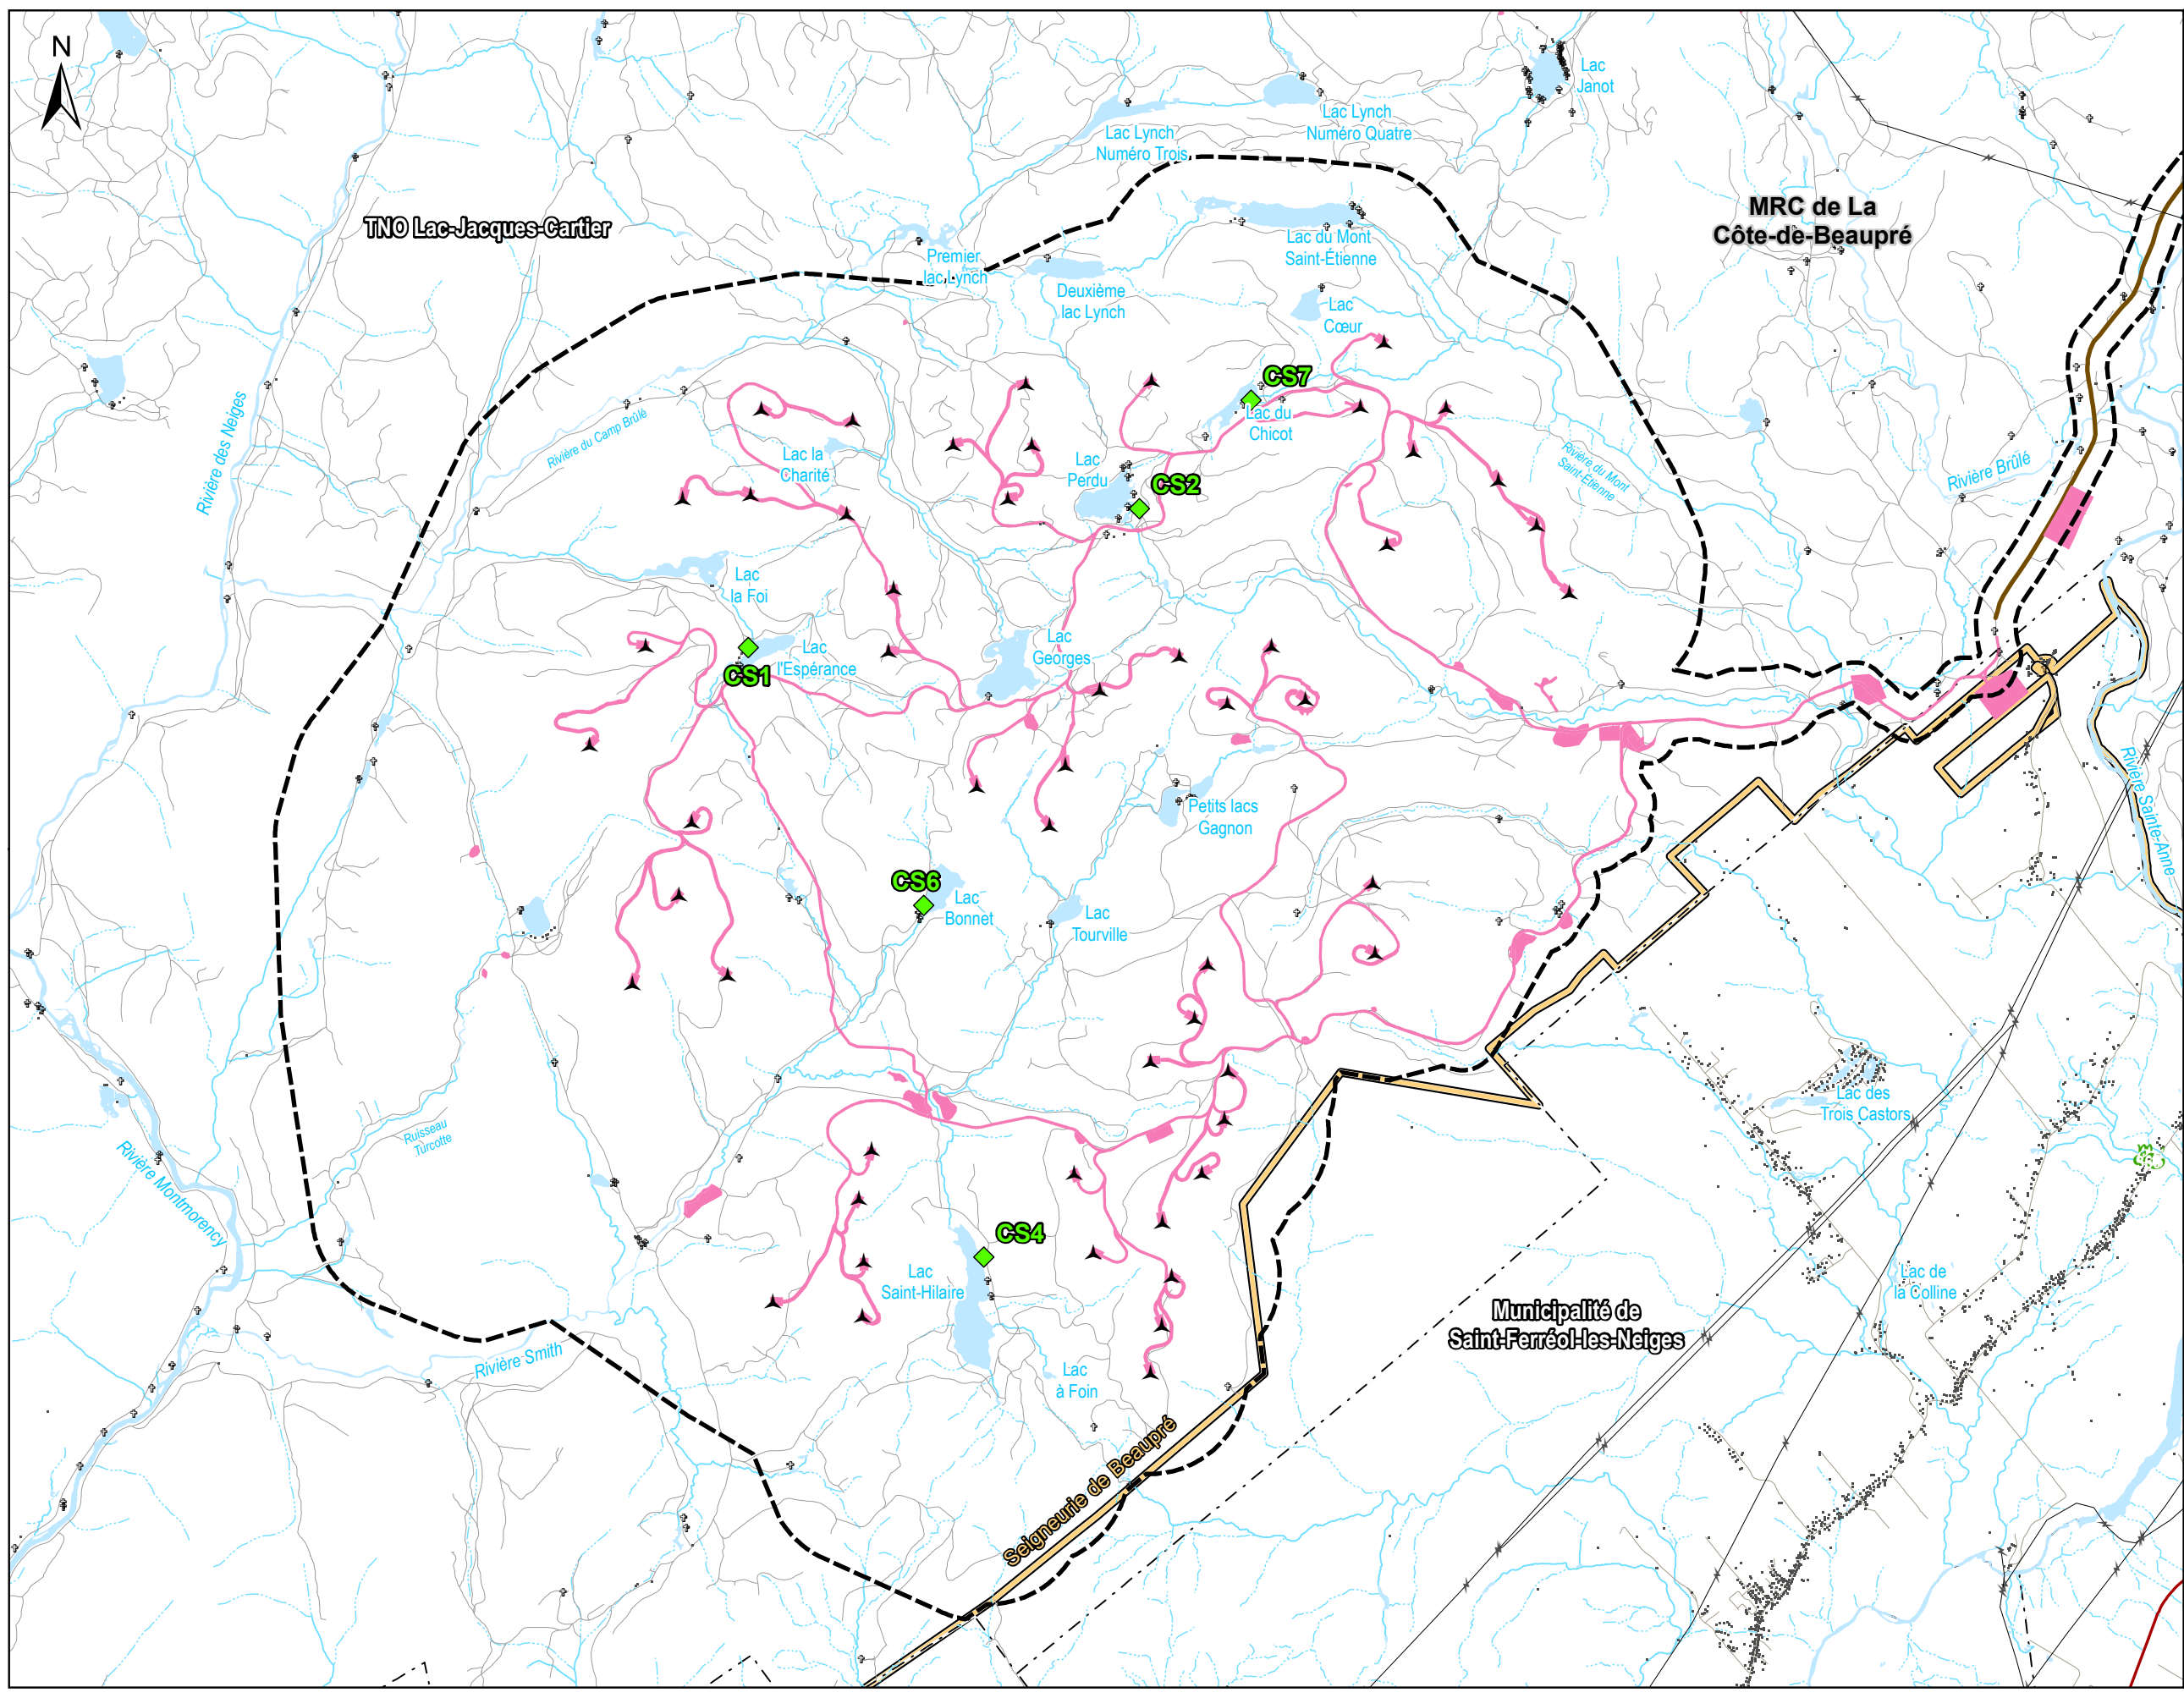 N
Lac
Janot
Lac Lynch
Numéro Quatre
Lac Lynch
Numéro Trois
MRC de La
Côte-de-Beaupré
TNO Lac-Jacques-Cartier
Lac du Mont
Saint-Étienne
Premier
lac Lynch
Deuxième
lac Lynch
Lac
Cœur
CS7
Lac du
Chicot
Rivière des Neiges
Rivière du Camp Brûlé
Lac la
Charité
Lac
Perdu
CS2
Rivière du Mont
Saint-Étienne
Rivière Brûlé
Lac
la Foi
Lac
Georges
Lac
l'Espérance
CS1
Rivière Sainte-Anne
Petits lacs
Gagnon
CS6
Lac
Bonnet
Lac
Tourville
Lac des
Trois Castors
Ruisseau
Turcotte
Rivière Montmorency
CS4
Lac
Saint-Hilaire
Lac de
la Colline
Municipalité de
Saint-Ferréol-les-Neiges
Rivière Smith
Lac
à Foin
Seigneurie de Beaupré